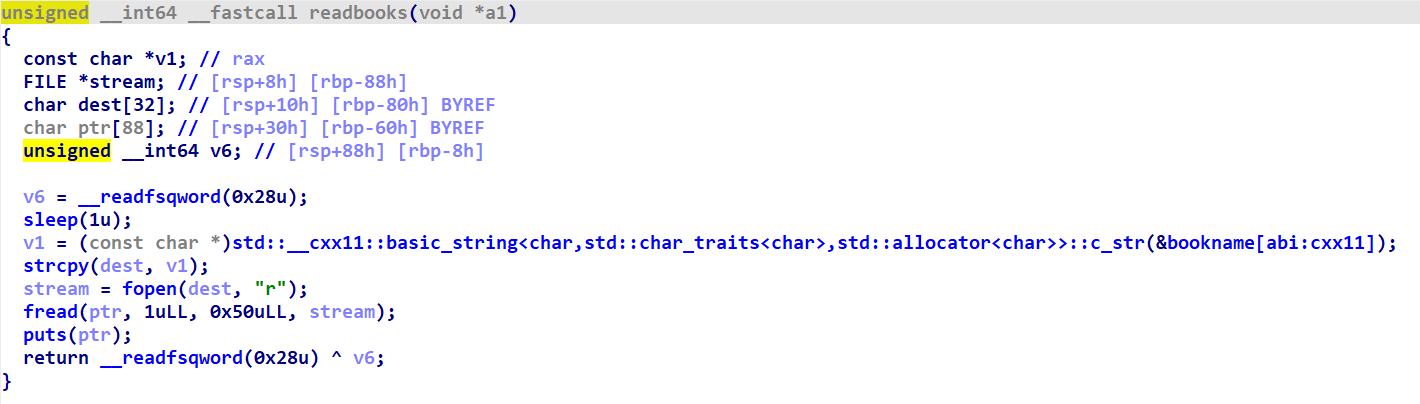 unsigned __int64 __fastcall readbooks(void *a1)
{
  const char *v1; // rax
  FILE *stream; // [rsp+8h] [rbp-88h]
  char dest[32]; // [rsp+10h] [rbp-80h] BYREF
  char ptr[88]; // [rsp+30h] [rbp-60h] BYREF
  unsigned __int64 v6; // [rsp+88h] [rbp-8h]

  v6 = __readfsqword(0x28u);
  sleep(1u);
  v1 = (const char *)std::__cxx11::basic_string<char,std::char_traits<char>,std::allocator<char>>::c_str(&bookname[abi:cxx11]);
  strcpy(dest, v1);
  stream = fopen(dest, "r");
  fread(ptr, 1uLL, 0x50uLL, stream);
  puts(ptr);
  return __readfsqword(0x28u) ^ v6;
}